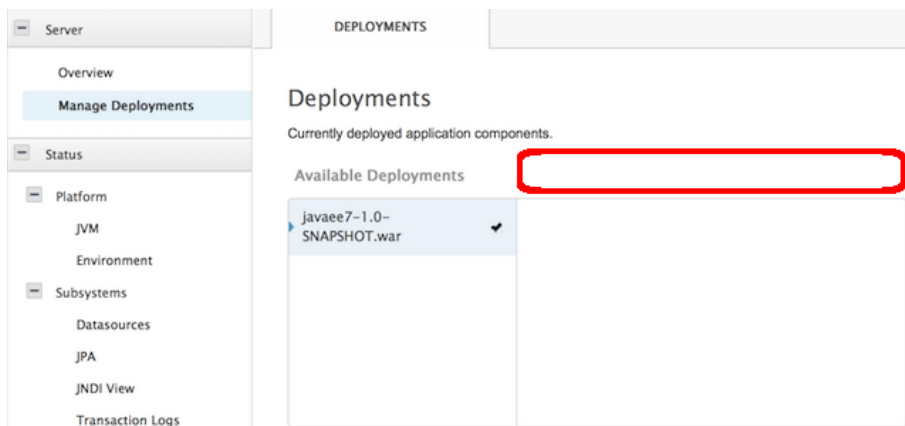 Server
Overview
Manage Deployments
Status
Platform
JVM
Environment
Subsystems
Datasources
JPA
JNDI View
Transaction Logs
DEPLOYMENTS
Deployments
Currently deployed application components.
Available Deployments
javaee7-1.0-
SNAPSHOT.war